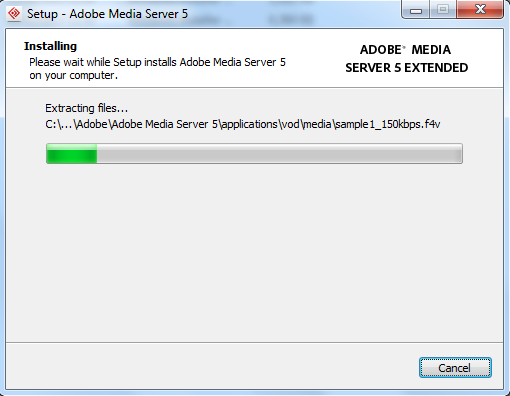 Setup - Adobe Media Server 5
Installing
Please wait while Setup installs Adobe Media Server 5
on your computer.
ADOBE® MEDIA
SERVER 5 EXTENDED
Extracting files...
C:\...\Adobe\Adobe Media Server 5\applications\vod\media\sample1_150kbps.f4v
Cancel